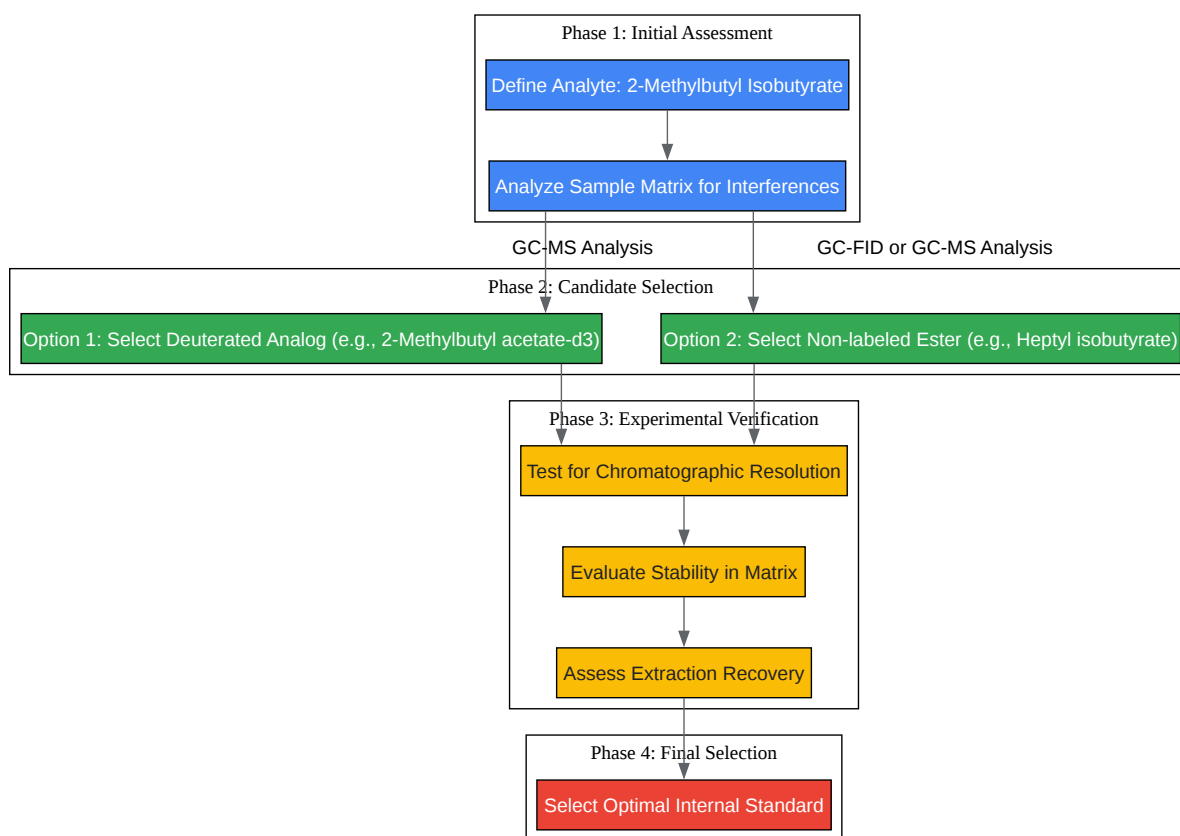 Phase 1: Initial Assessment
Define Analyte: 2-Methylbutyl Isobutyrate
Analyze Sample Matrix for Interferences
GC-MS Analysis
GC-FID or GC-MS Analysis
Phase 2: Candidate Selection
Option 1: Select Deuterated Analog (e.g., 2-Methylbutyl acetate-d3)
Option 2: Select Non-labeled Ester (e.g., Heptyl isobutyrate)
Phase 3: Experimental Verification
Test for Chromatographic Resolution
Evaluate Stability in Matrix
Assess Extraction Recovery
Phase 4: Final Selection
Select Optimal Internal Standard